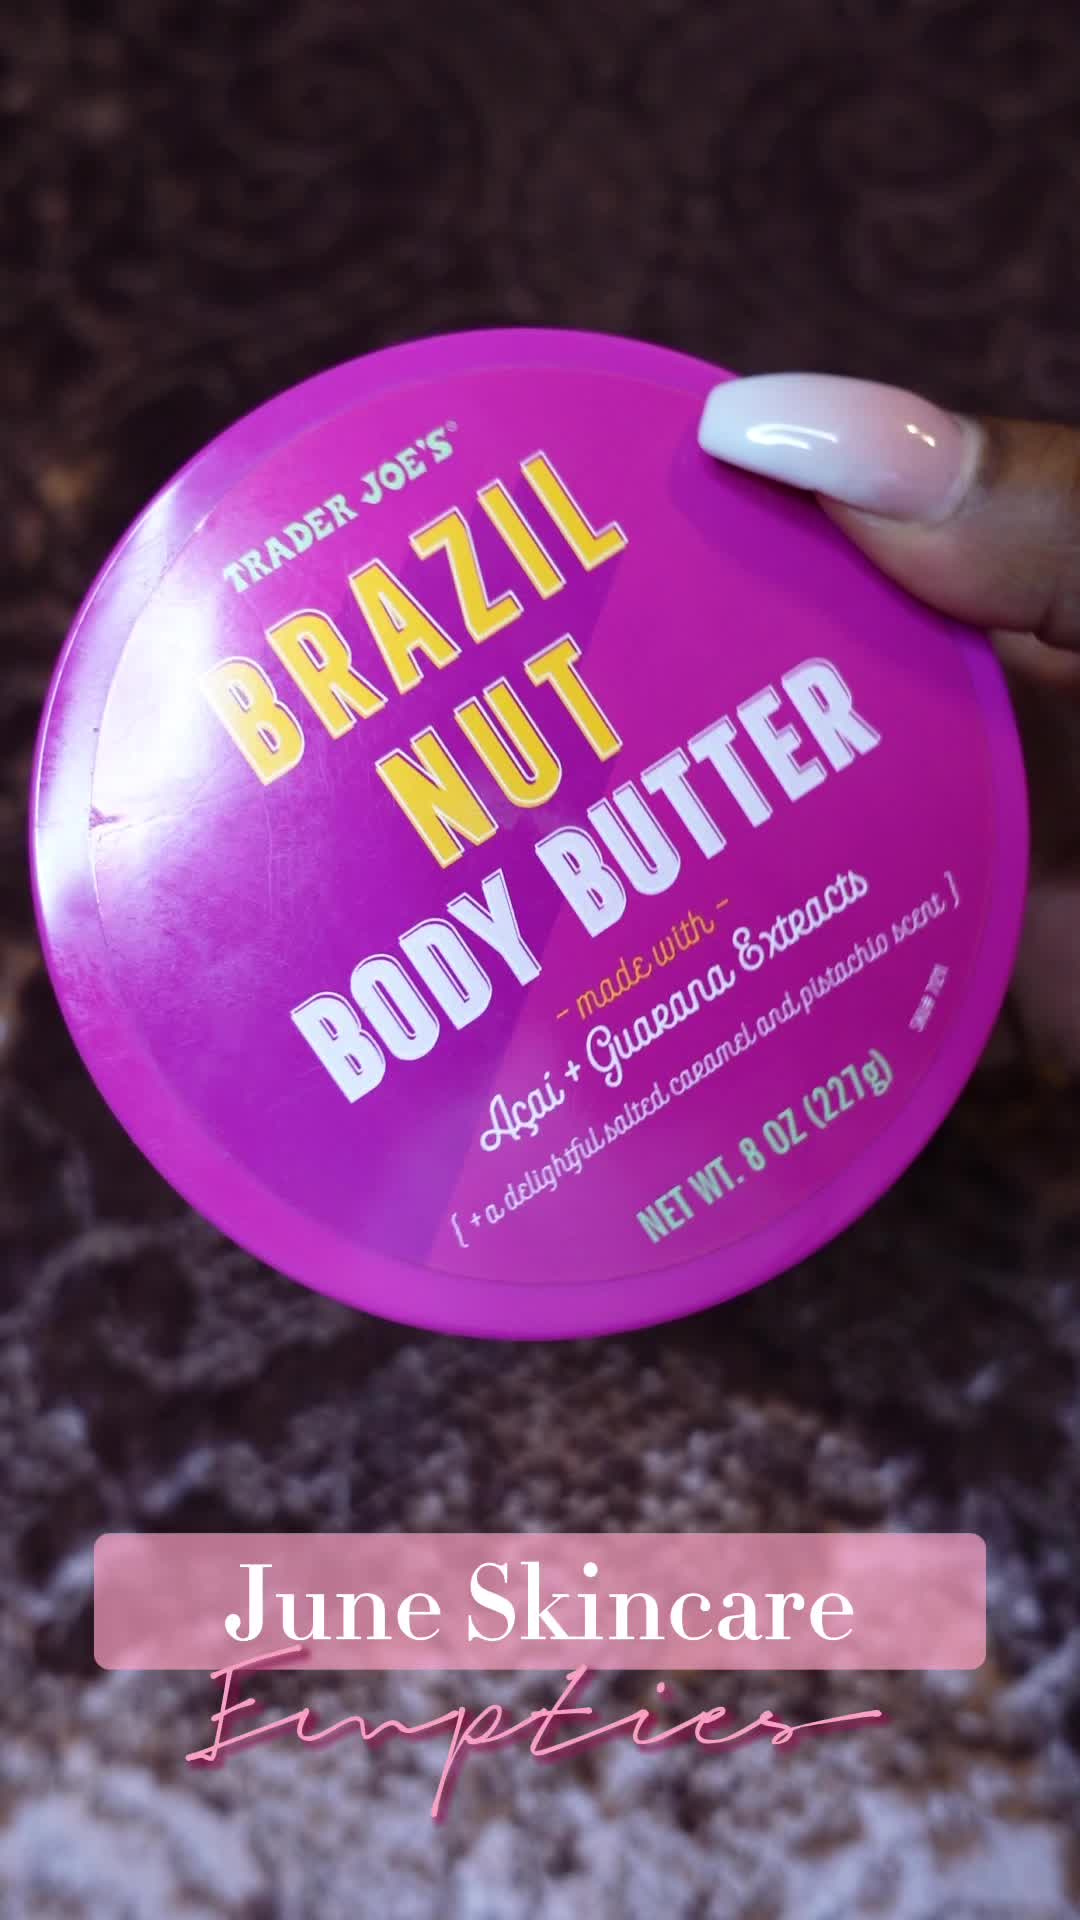 TRADER JOE'S®
BRAZIL
NUT
BODY BUTTER
- made with -
Açaí + Guarana Extracts
{ + a delightful salted caramel and pistachio scent }
NET WT. 8 OZ (227g)
June Skincare
Empties